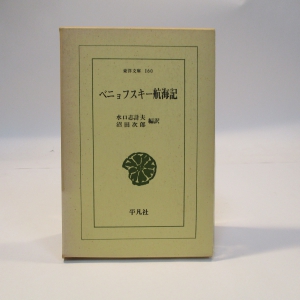 東洋文庫 160
ベニョフスキー航海記
水口志計夫
沼田次郎
編訳
平凡社